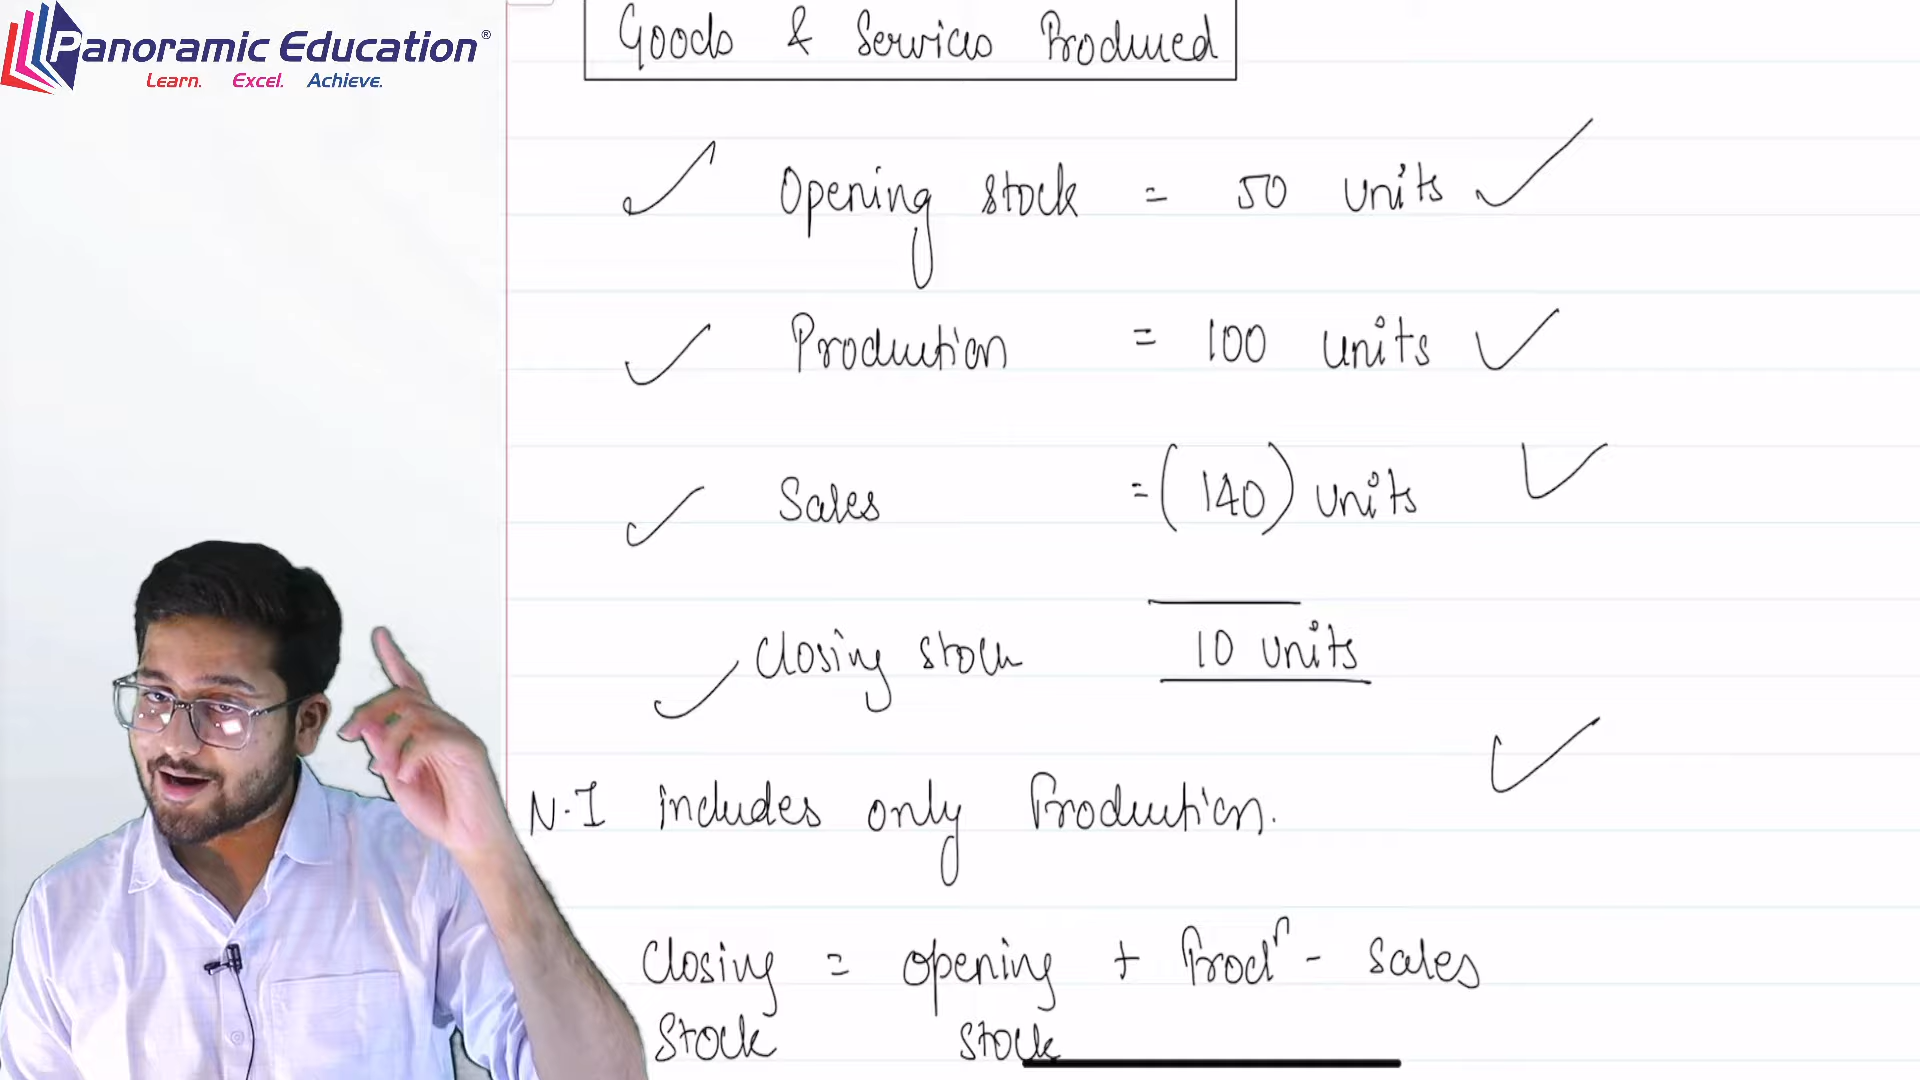 Panoramic Education®
Learn. Excel. Achieve.
Goods & Services Produced
Opening stock = 50 units
Production = 100 units
Sales = (140) units
Closing stock 10 units
N.I includes only Production.
Closing = opening + Prodⁿ - Sales
Stock stock